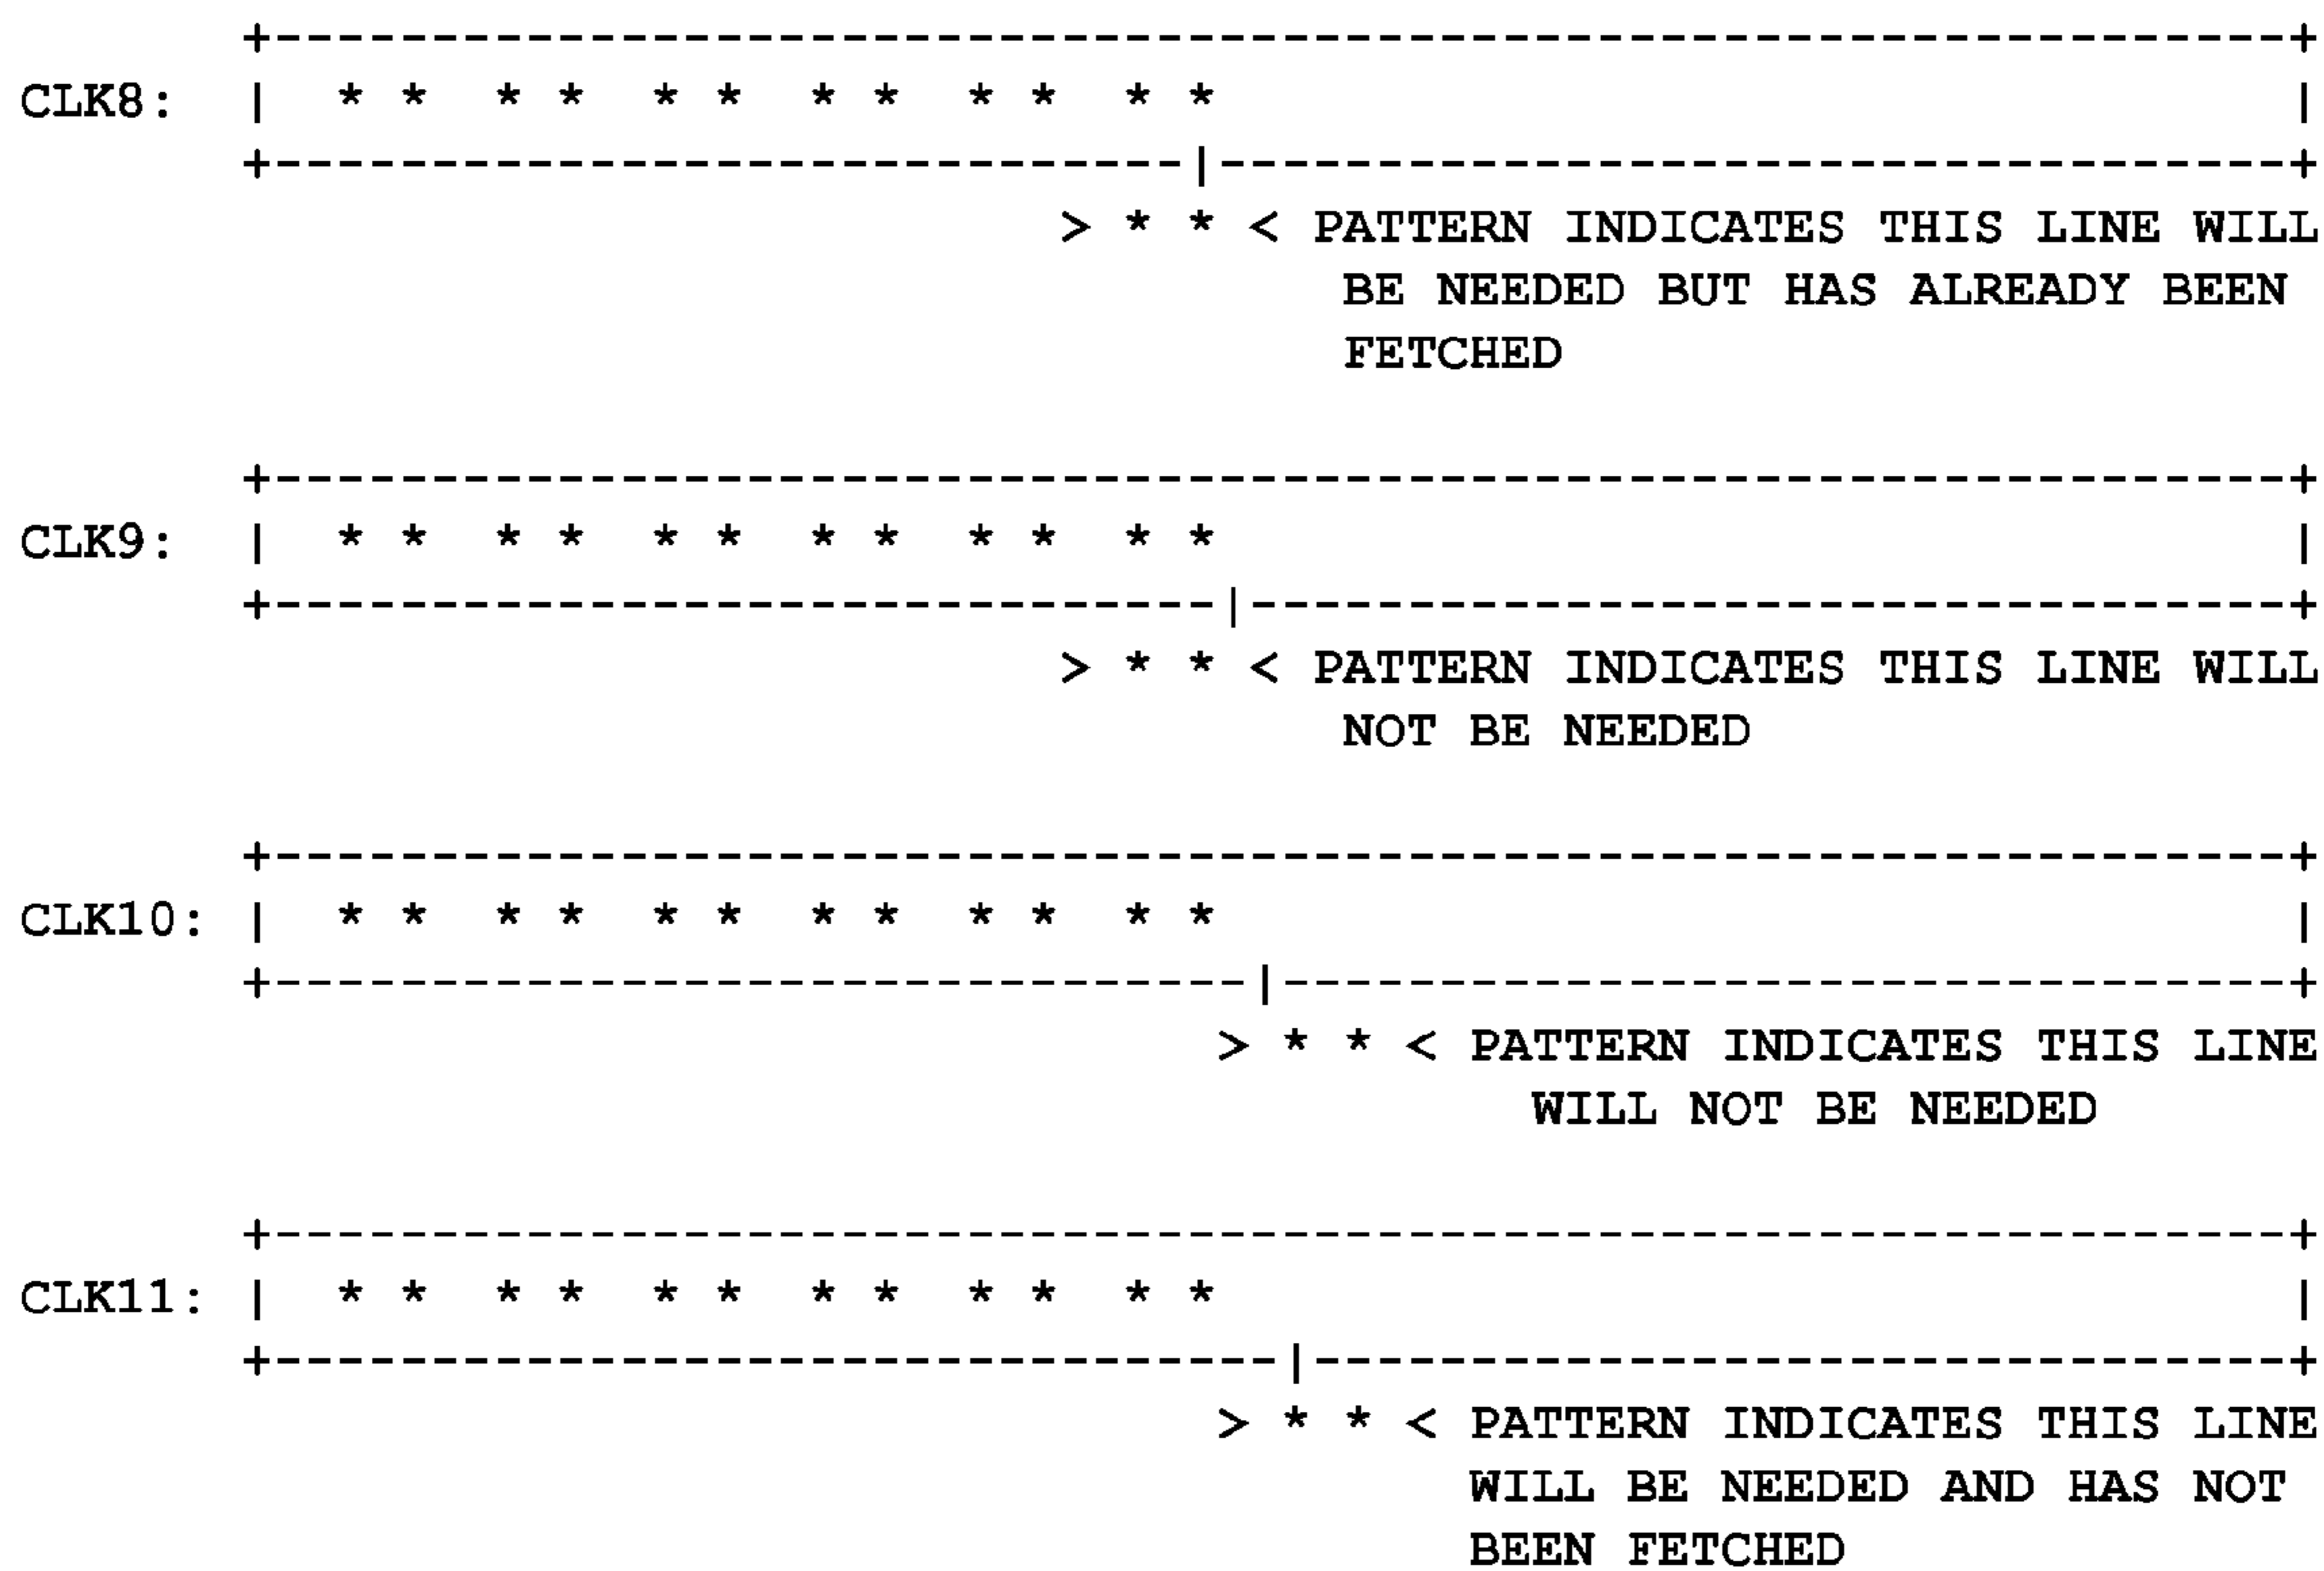 +----------------------------------------------------------------+
CLK8:  |  * *  * *  * *  * *  * *  * *                                  |
       +-----------------------------|----------------------------------+
                                 > * * < PATTERN INDICATES THIS LINE WILL
                                          BE NEEDED BUT HAS ALREADY BEEN
                                          FETCHED
       +----------------------------------------------------------------+
CLK9:  |  * *  * *  * *  * *  * *  * *                                  |
       +------------------------------|---------------------------------+
                                 > * * < PATTERN INDICATES THIS LINE WILL
                                          NOT BE NEEDED
       +----------------------------------------------------------------+
CLK10: |  * *  * *  * *  * *  * *  * *                                  |
       +-------------------------------|--------------------------------+
                                      > * * < PATTERN INDICATES THIS LINE
                                                WILL NOT BE NEEDED
       +----------------------------------------------------------------+
CLK11: |  * *  * *  * *  * *  * *  * *                                  |
       +--------------------------------|-------------------------------+
                                      > * * < PATTERN INDICATES THIS LINE
                                              WILL BE NEEDED AND HAS NOT
                                              BEEN FETCHED